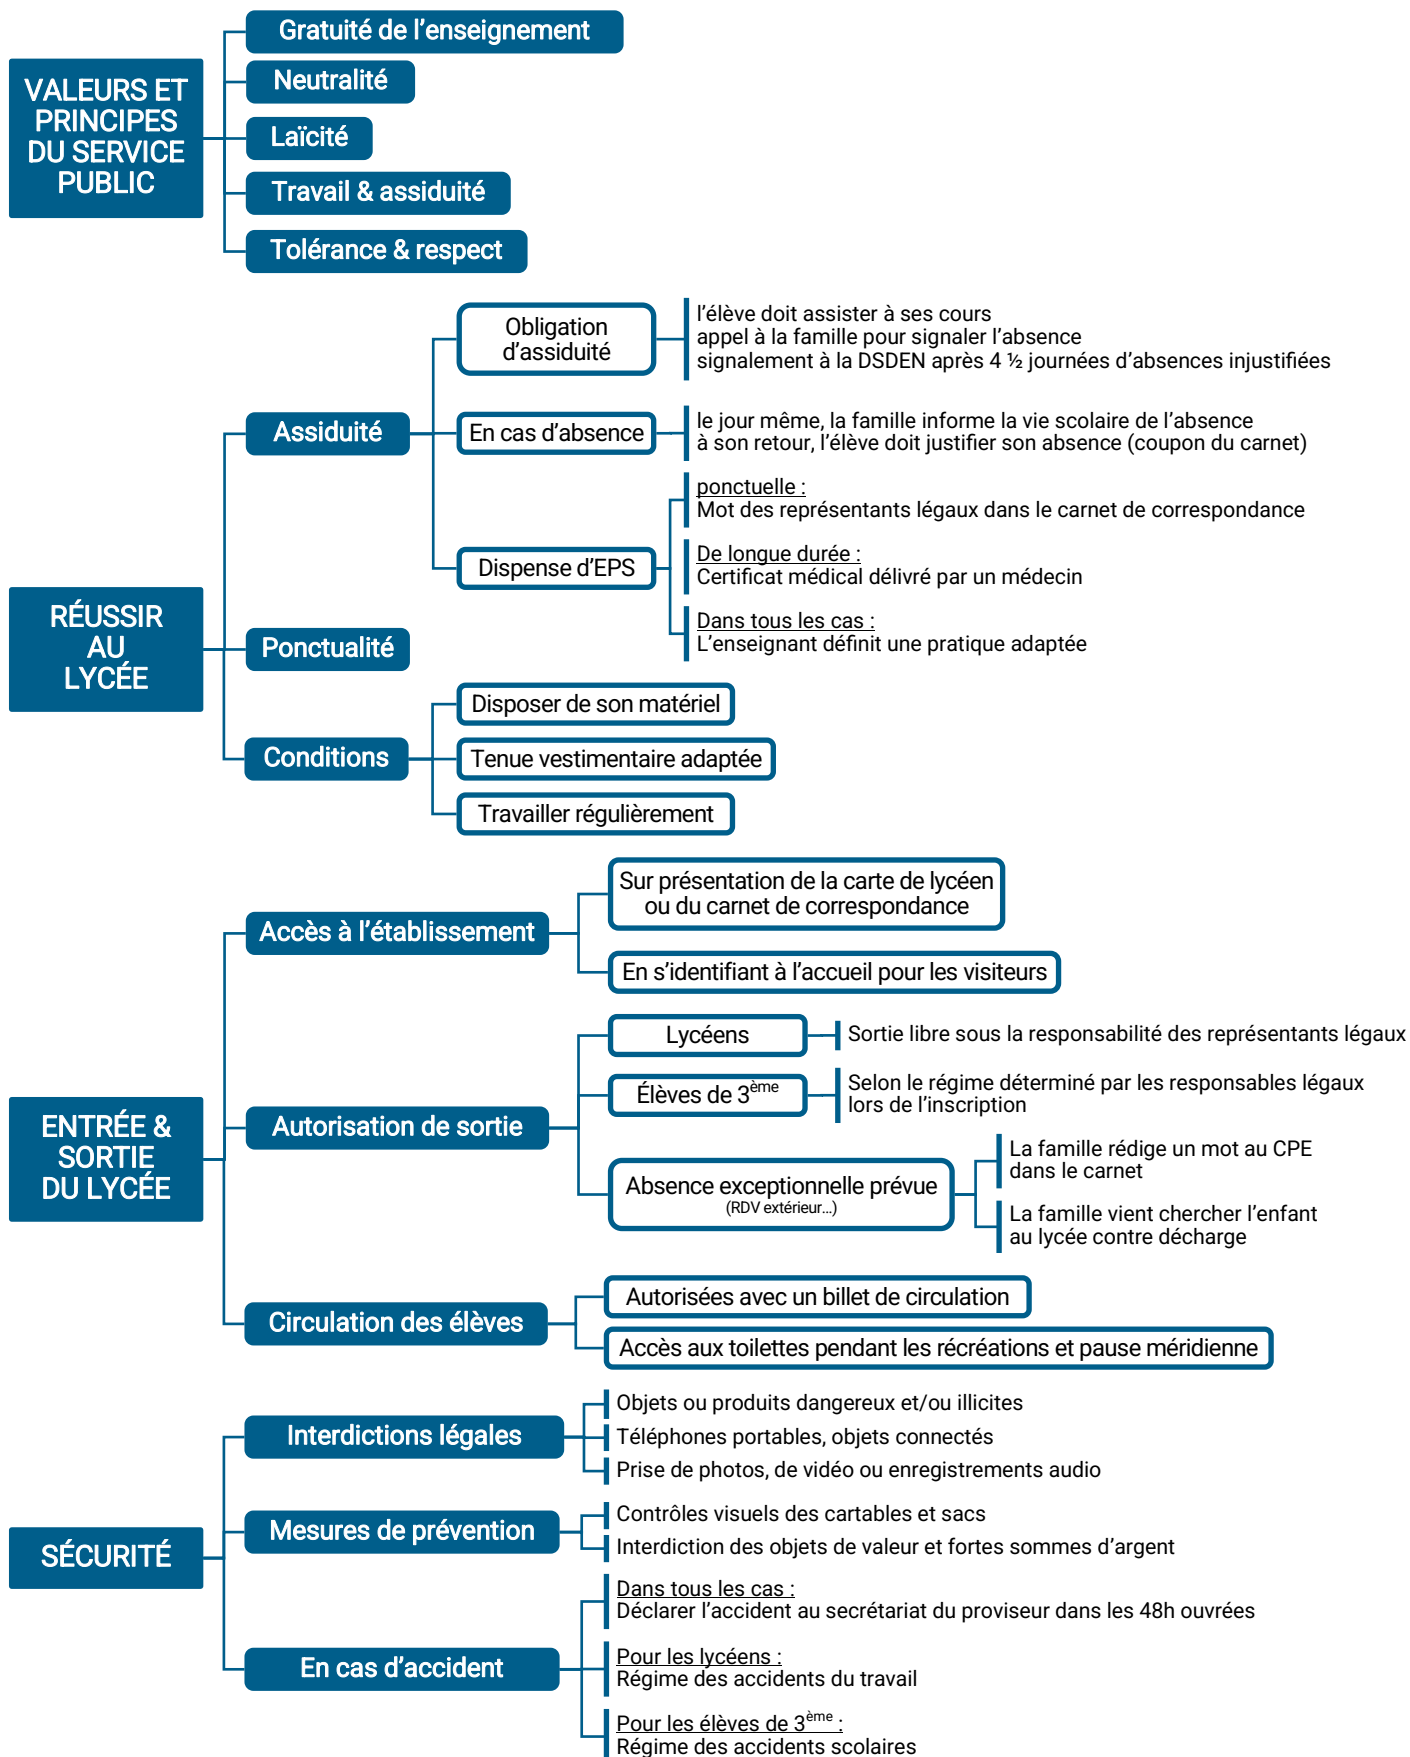 VALEURS ET
PRINCIPES
DU SERVICE
PUBLIC
Gratuité de l’enseignement
Neutralité
Laïcité
Travail & assiduité
Tolérance & respect
RÉUSSIR
AU
LYCÉE
Assiduité
Obligation
d’assiduité
l’élève doit assister à ses cours
appel à la famille pour signaler l’absence
signalement à la DSDEN après 4 ½ journées d’absences injustifiées
En cas d’absence
le jour même, la famille informe la vie scolaire de l’absence
à son retour, l’élève doit justifier son absence (coupon du carnet)
Dispense d’EPS
ponctuelle :
Mot des représentants légaux dans le carnet de correspondance
De longue durée :
Certificat médical délivré par un médecin
Dans tous les cas :
L’enseignant définit une pratique adaptée
Ponctualité
Conditions
Disposer de son matériel
Tenue vestimentaire adaptée
Travailler régulièrement
ENTRÉE &
SORTIE
DU LYCÉE
Accès à l’établissement
Sur présentation de la carte de lycéen
ou du carnet de correspondance
En s’identifiant à l’accueil pour les visiteurs
Autorisation de sortie
Lycéens
Sortie libre sous la responsabilité des représentants légaux
Élèves de 3ème
Selon le régime déterminé par les responsables légaux
lors de l’inscription
Absence exceptionnelle prévue
(RDV extérieur…)
La famille rédige un mot au CPE
dans le carnet
La famille vient chercher l’enfant
au lycée contre décharge
Circulation des élèves
Autorisées avec un billet de circulation
Accès aux toilettes pendant les récréations et pause méridienne
SÉCURITÉ
Interdictions légales
Objets ou produits dangereux et/ou illicites
Téléphones portables, objets connectés
Prise de photos, de vidéo ou enregistrements audio
Mesures de prévention
Contrôles visuels des cartables et sacs
Interdiction des objets de valeur et fortes sommes d’argent
En cas d’accident
Dans tous les cas :
Déclarer l’accident au secrétariat du proviseur dans les 48h ouvrées
Pour les lycéens :
Régime des accidents du travail
Pour les élèves de 3ème :
Régime des accidents scolaires